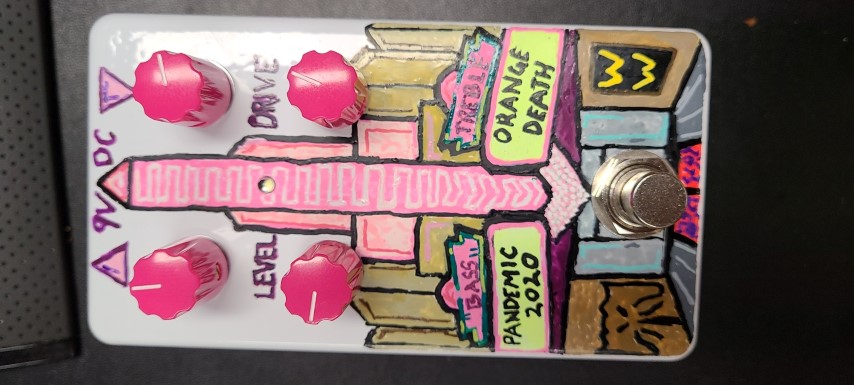 9V DC
LEVEL
DRIVE
BASS
TREBLE
PANDEMIC
2020
ORANGE
DEATH
W
W